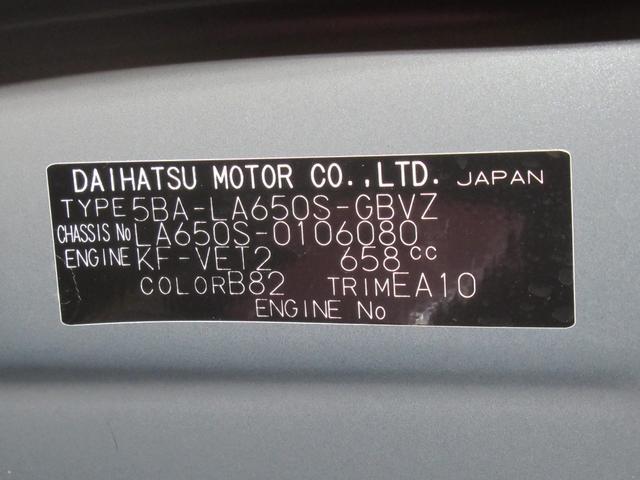 DAIHATSU MOTOR CO.,LTD. JAPAN
TYPE 5BA-LA650S-GBVZ
CHASSIS No LA650S-0106080
ENGINE KF-VET2 658cc
COLOR B82 TRIM EA10
ENGINE No